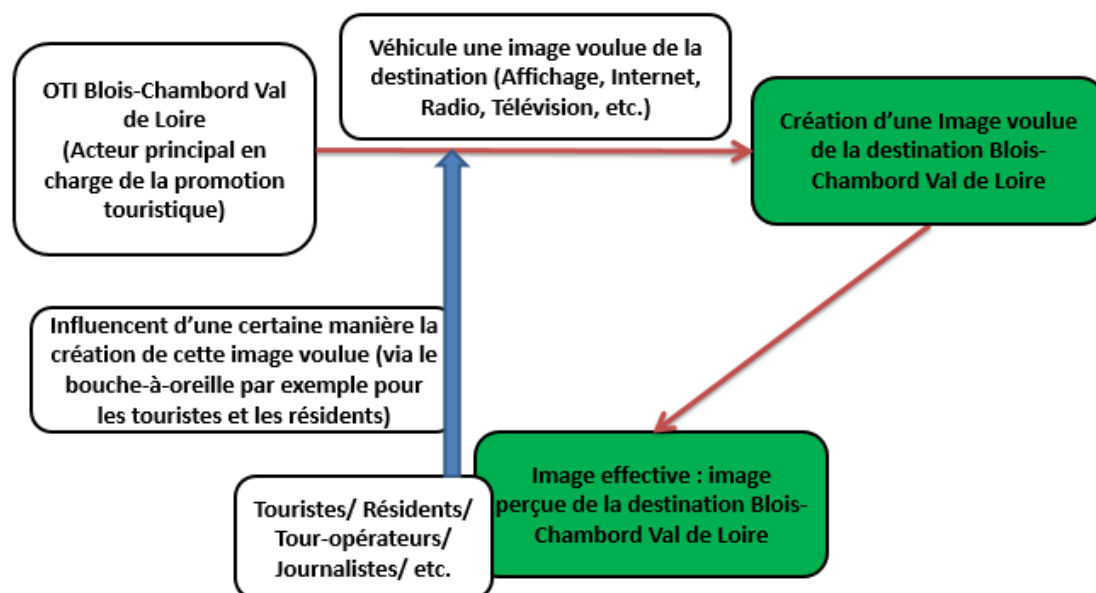 OTI Blois-Chambord Val
de Loire
(Acteur principal en
charge de la promotion
touristique)
Véhicule une image voulue de la
destination (Affichage, Internet,
Radio, Télévision, etc.)
Création d’une Image voulue
de la destination Blois-
Chambord Val de Loire
Influencent d’une certaine manière la
création de cette image voulue (via le
bouche-à-oreille par exemple pour
les touristes et les résidents)
Touristes/ Résidents/
Tour-opérateurs/
Journalistes/ etc.
Image effective : image
perçue de la destination Blois-
Chambord Val de Loire